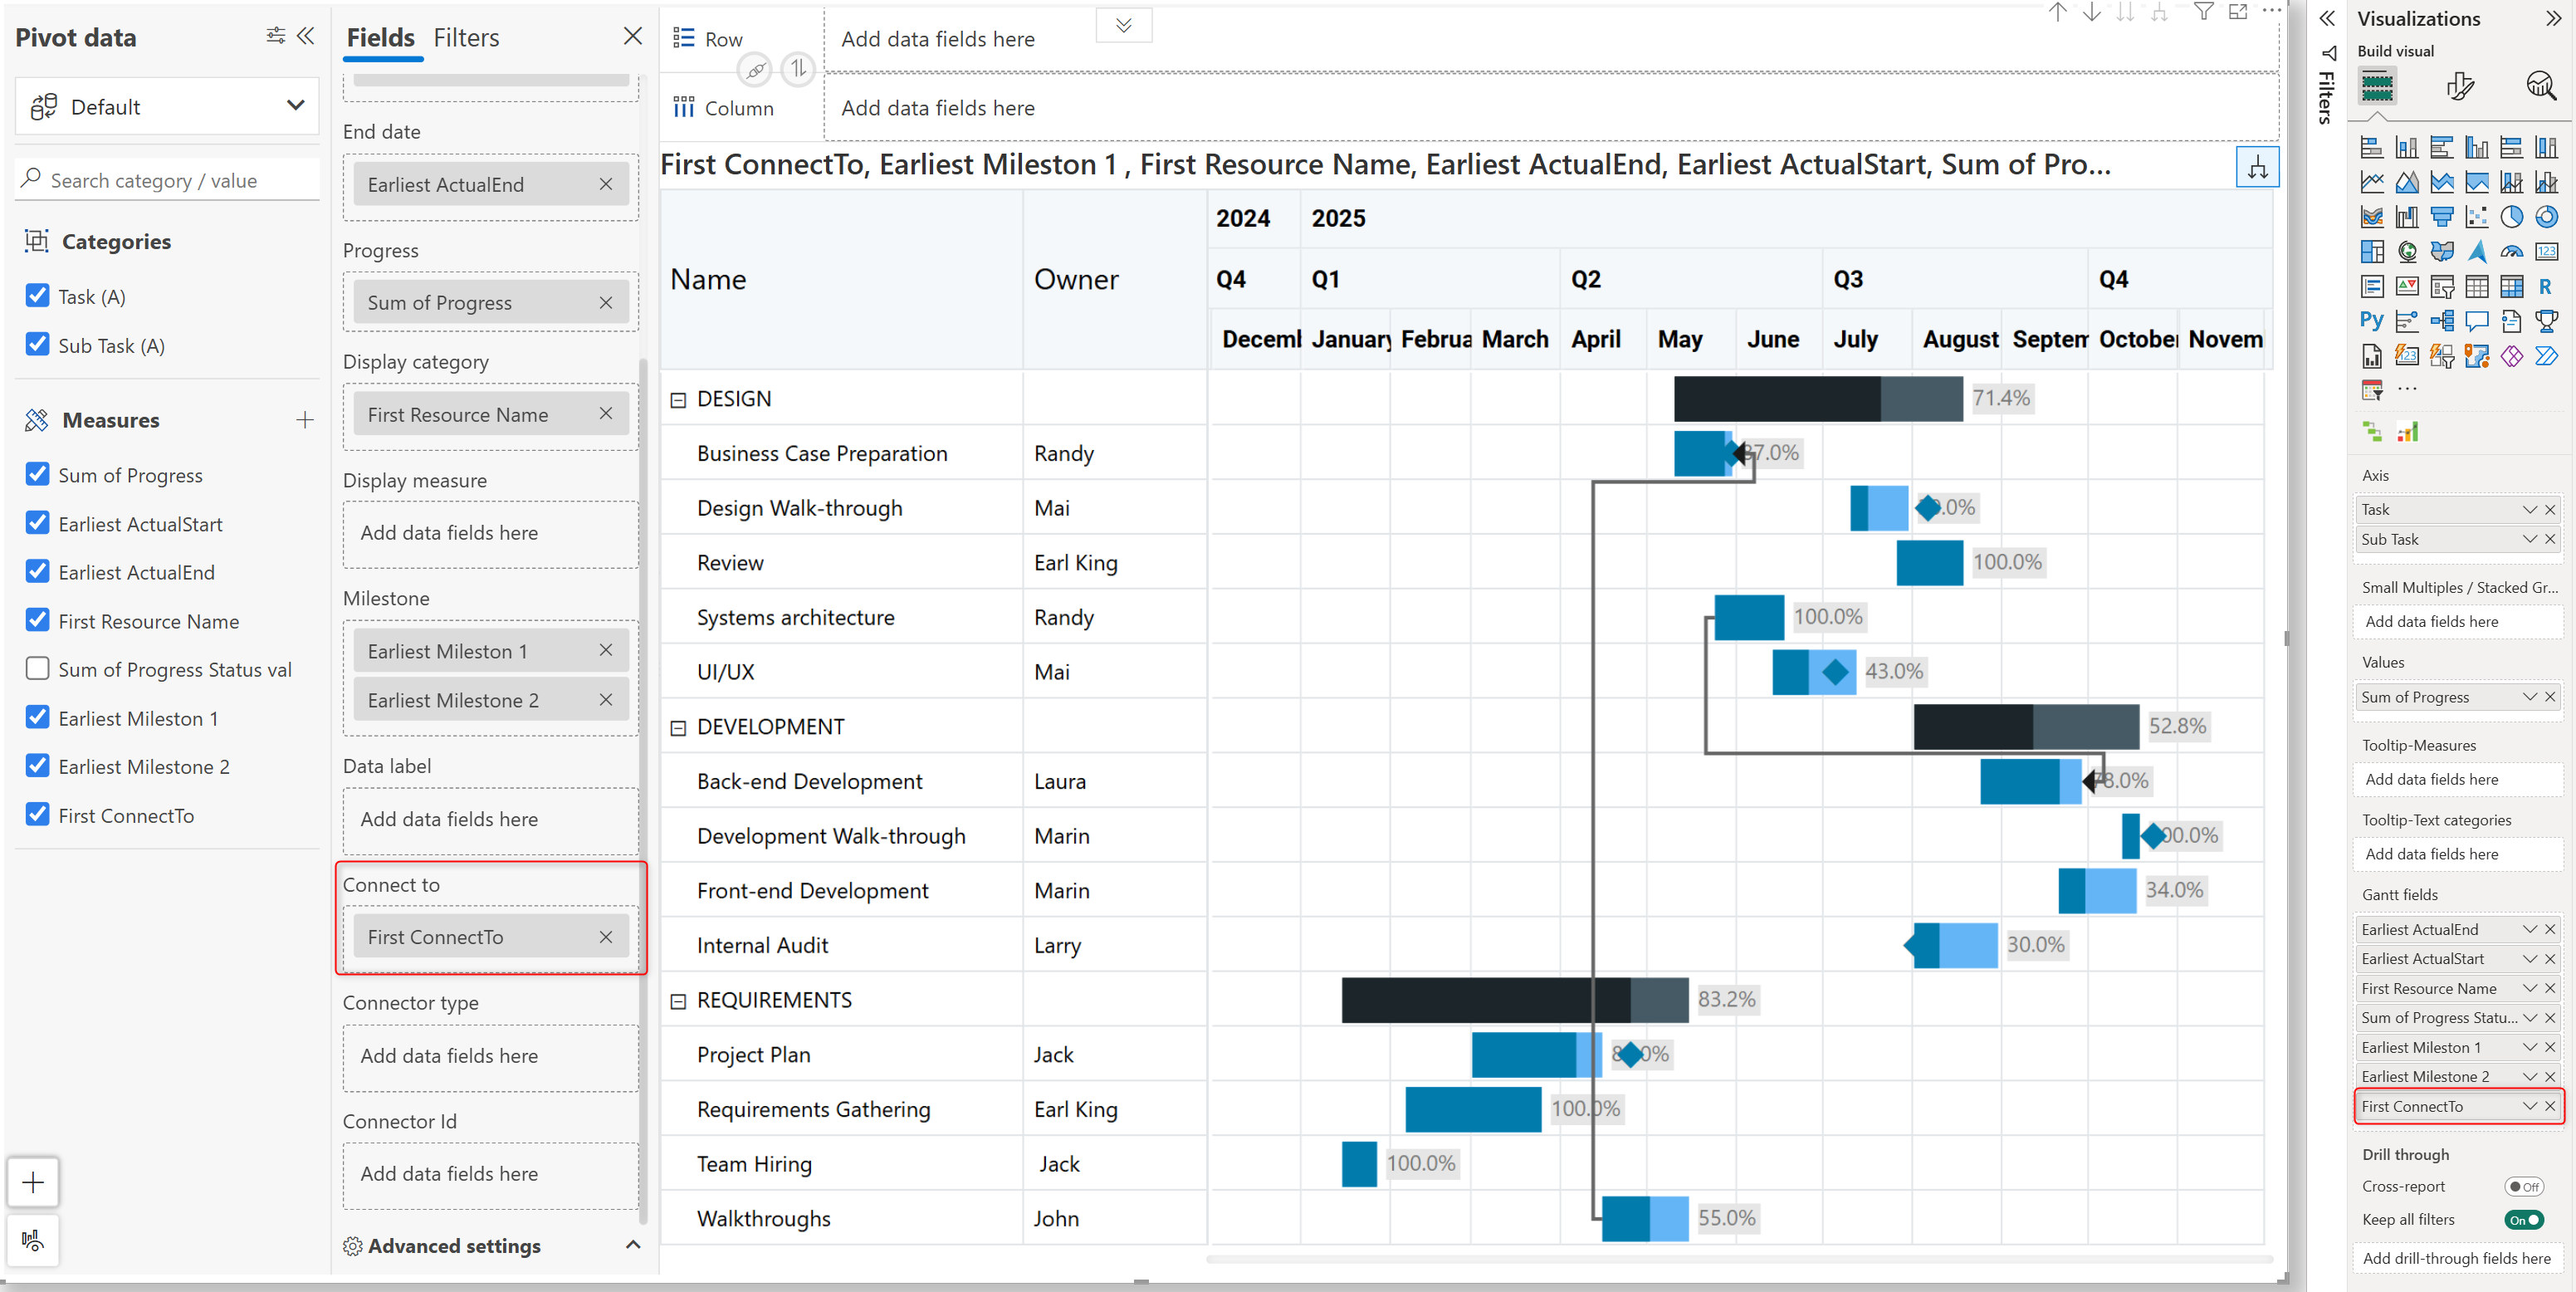 Pivot data
Default
Search category / value
Categories
Task (A)
Sub Task (A)
Measures
Sum of Progress
Earliest ActualStart
Earliest ActualEnd
First Resource Name
Sum of Progress Status val
Earliest Mileston 1
Earliest Milestone 2
First ConnectTo
Fields Filters
End date
Earliest ActualEnd
Progress
Sum of Progress
Display category
First Resource Name
Display measure
Add data fields here
Milestone
Earliest Mileston 1
Earliest Milestone 2
Data label
Add data fields here
Connect to
First ConnectTo
Connector type
Add data fields here
Connector Id
Add data fields here
Advanced settings
Row Add data fields here
Column Add data fields here
First ConnectTo, Earliest Mileston 1 , First Resource Name, Earliest ActualEnd, Earliest ActualStart, Sum of Pro...
2024 2025
Name Owner Q4 Q1 Q2 Q3 Q4
Decemb January Februa March April May June July August Septem October Novem
DESIGN 71.4%
Business Case Preparation Randy 37.0%
Design Walk-through Mai .0%
Review Earl King 100.0%
Systems architecture Randy 100.0%
UI/UX Mai 43.0%
DEVELOPMENT 52.8%
Back-end Development Laura 78.0%
Development Walk-through Marin 00.0%
Front-end Development Marin 34.0%
Internal Audit Larry 30.0%
REQUIREMENTS 83.2%
Project Plan Jack 8 0%
Requirements Gathering Earl King 100.0%
Team Hiring Jack 100.0%
Walkthroughs John 55.0%
Filters
Visualizations
Build visual
123
R
Py
123
Axis
Task
Sub Task
Small Multiples / Stacked Gr...
Add data fields here
Values
Sum of Progress
Tooltip-Measures
Add data fields here
Tooltip-Text categories
Add data fields here
Gantt fields
Earliest ActualEnd
Earliest ActualStart
First Resource Name
Sum of Progress Statu...
Earliest Mileston 1
Earliest Milestone 2
First ConnectTo
Drill through
Cross-report Off
Keep all filters On
Add drill-through fields here